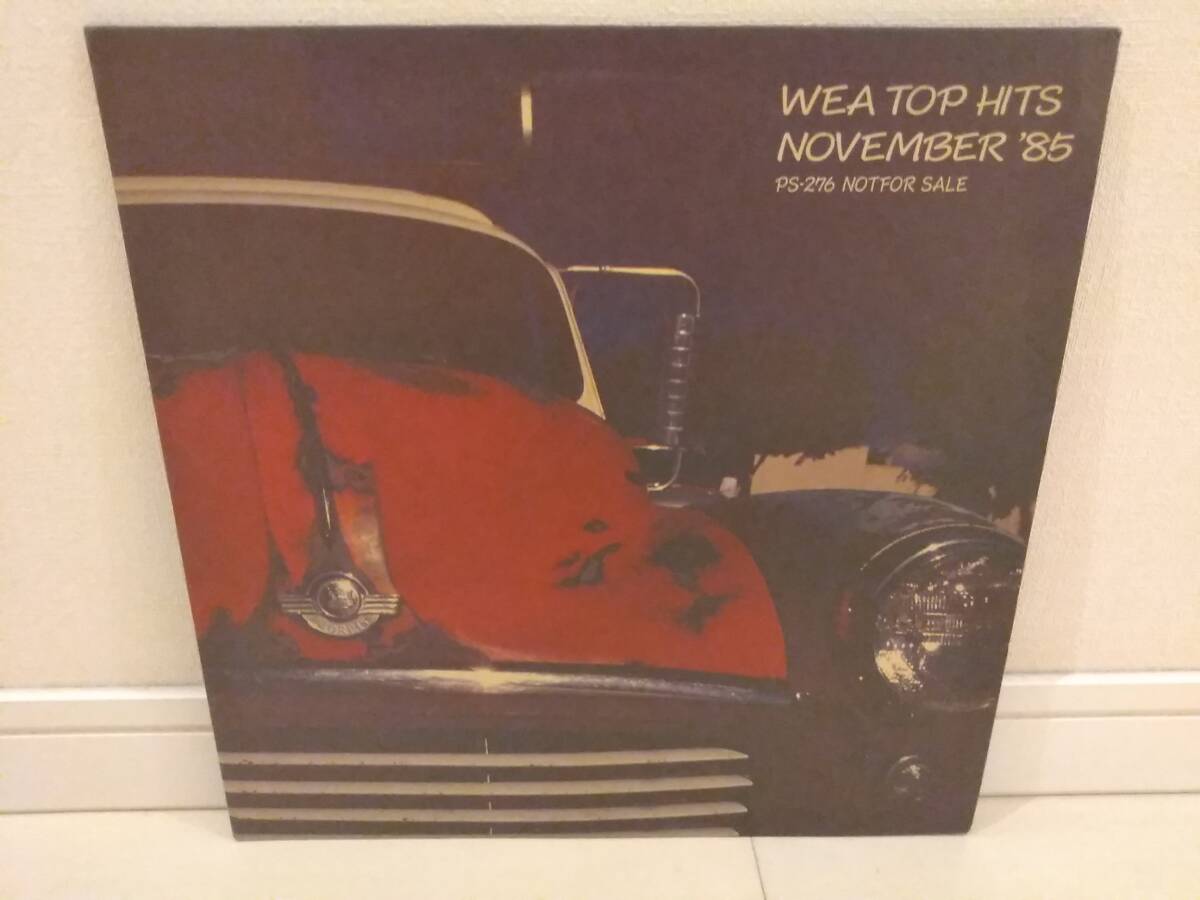 WEA TOP HITS
NOVEMBER '85
PS-276 NOTFOR SALE